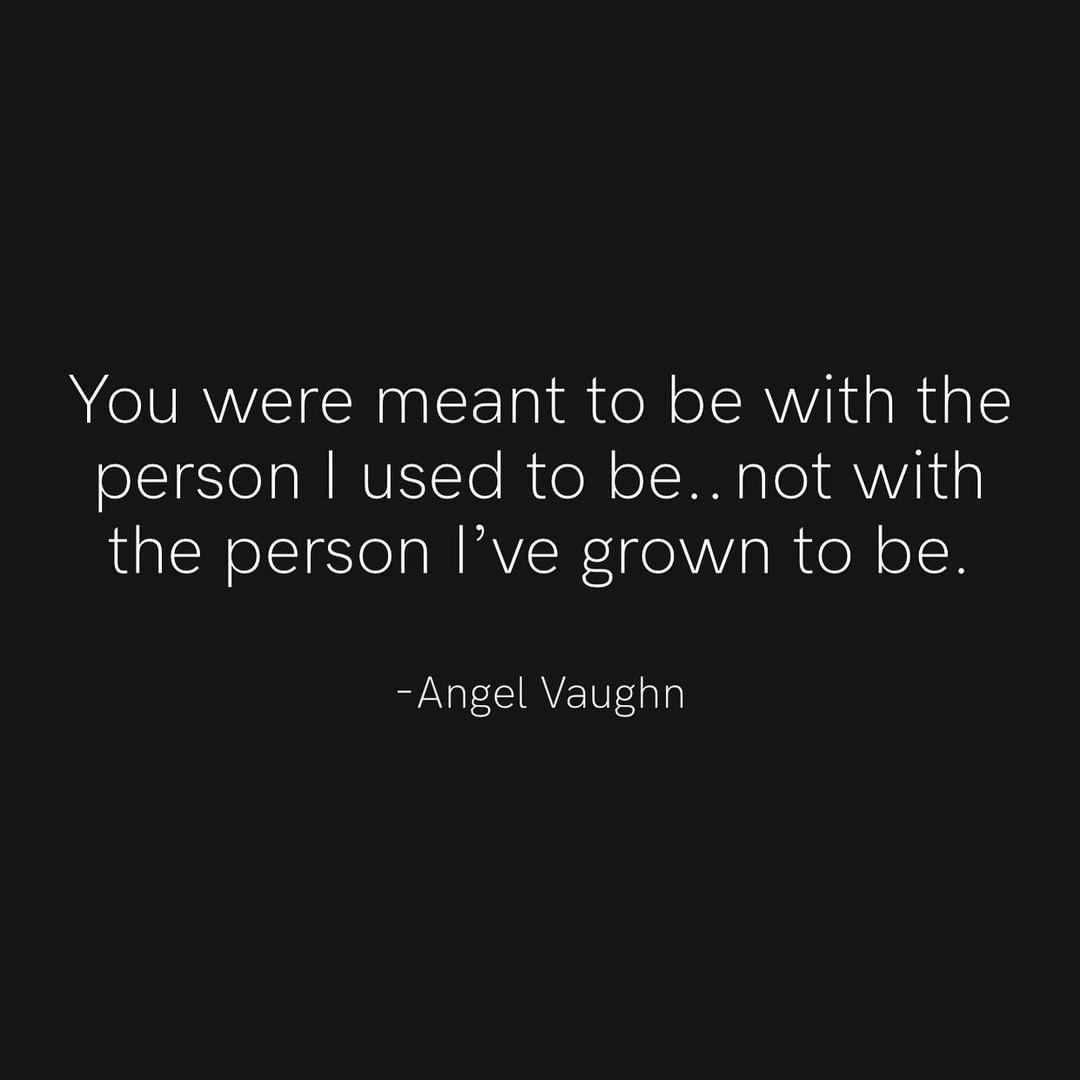 You were meant to be with the
person I used to be..not with
the person I’ve grown to be.
-Angel Vaughn